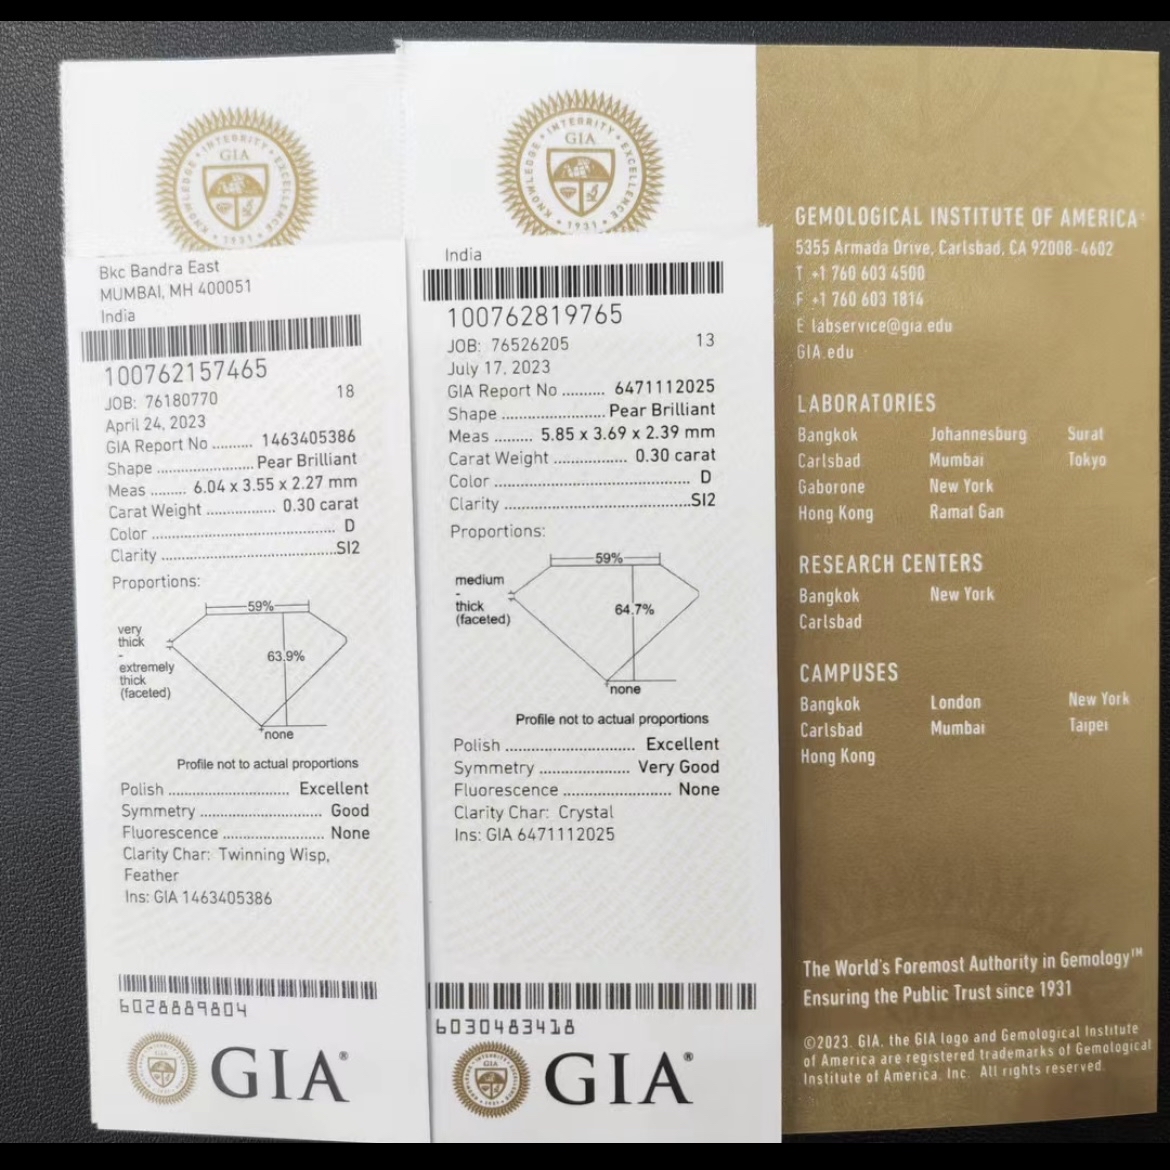 KNOWLEDGE • INTEGRITY • EXCELLENCE
GIA
• 1931 •
Bkc Bandra East
MUMBAI, MH 400051
India
100762157465
JOB: 76180770 18
April 24, 2023
GIA Report No .......... 1463405386
Shape ........................ Pear Brilliant
Meas ........ 6.04 x 3.55 x 2.27 mm
Carat Weight .................. 0.30 carat
Color ................................................ D
Clarity ............................................SI2
Proportions:
59%
very
thick
-
extremely
thick
(faceted)
63.9%
none
Profile not to actual proportions
Polish ............................... Excellent
Symmetry ............................... Good
Fluorescence .......................... None
Clarity Char: Twinning Wisp,
Feather
Ins: GIA 1463405386
6028889804
GIA®
KNOWLEDGE • INTEGRITY • EXCELLENCE
GIA
• 1931 •
India
100762819765
JOB: 76526205 13
July 17, 2023
GIA Report No .......... 6471112025
Shape ........................ Pear Brilliant
Meas ......... 5.85 x 3.69 x 2.39 mm
Carat Weight .................. 0.30 carat
Color ................................................ D
Clarity ............................................SI2
Proportions:
59%
medium
-
thick
(faceted)
64.7%
none
Profile not to actual proportions
Polish ............................... Excellent
Symmetry ...................... Very Good
Fluorescence .......................... None
Clarity Char: Crystal
Ins: GIA 6471112025
6030483418
GIA®
GEMOLOGICAL INSTITUTE OF AMERICA®
5355 Armada Drive, Carlsbad, CA 92008-4602
T +1 760 603 4500
F +1 760 603 1814
E labservice@gia.edu
GIA.edu
LABORATORIES
Bangkok Johannesburg Surat
Carlsbad Mumbai Tokyo
Gaborone New York
Hong Kong Ramat Gan
RESEARCH CENTERS
Bangkok New York
Carlsbad
CAMPUSES
Bangkok London New York
Carlsbad Mumbai Taipei
Hong Kong
The World's Foremost Authority in Gemology™
Ensuring the Public Trust since 1931
©2023. GIA, the GIA logo and Gemological Institute
of America are registered trademarks of Gemological
Institute of America, Inc. All rights reserved.